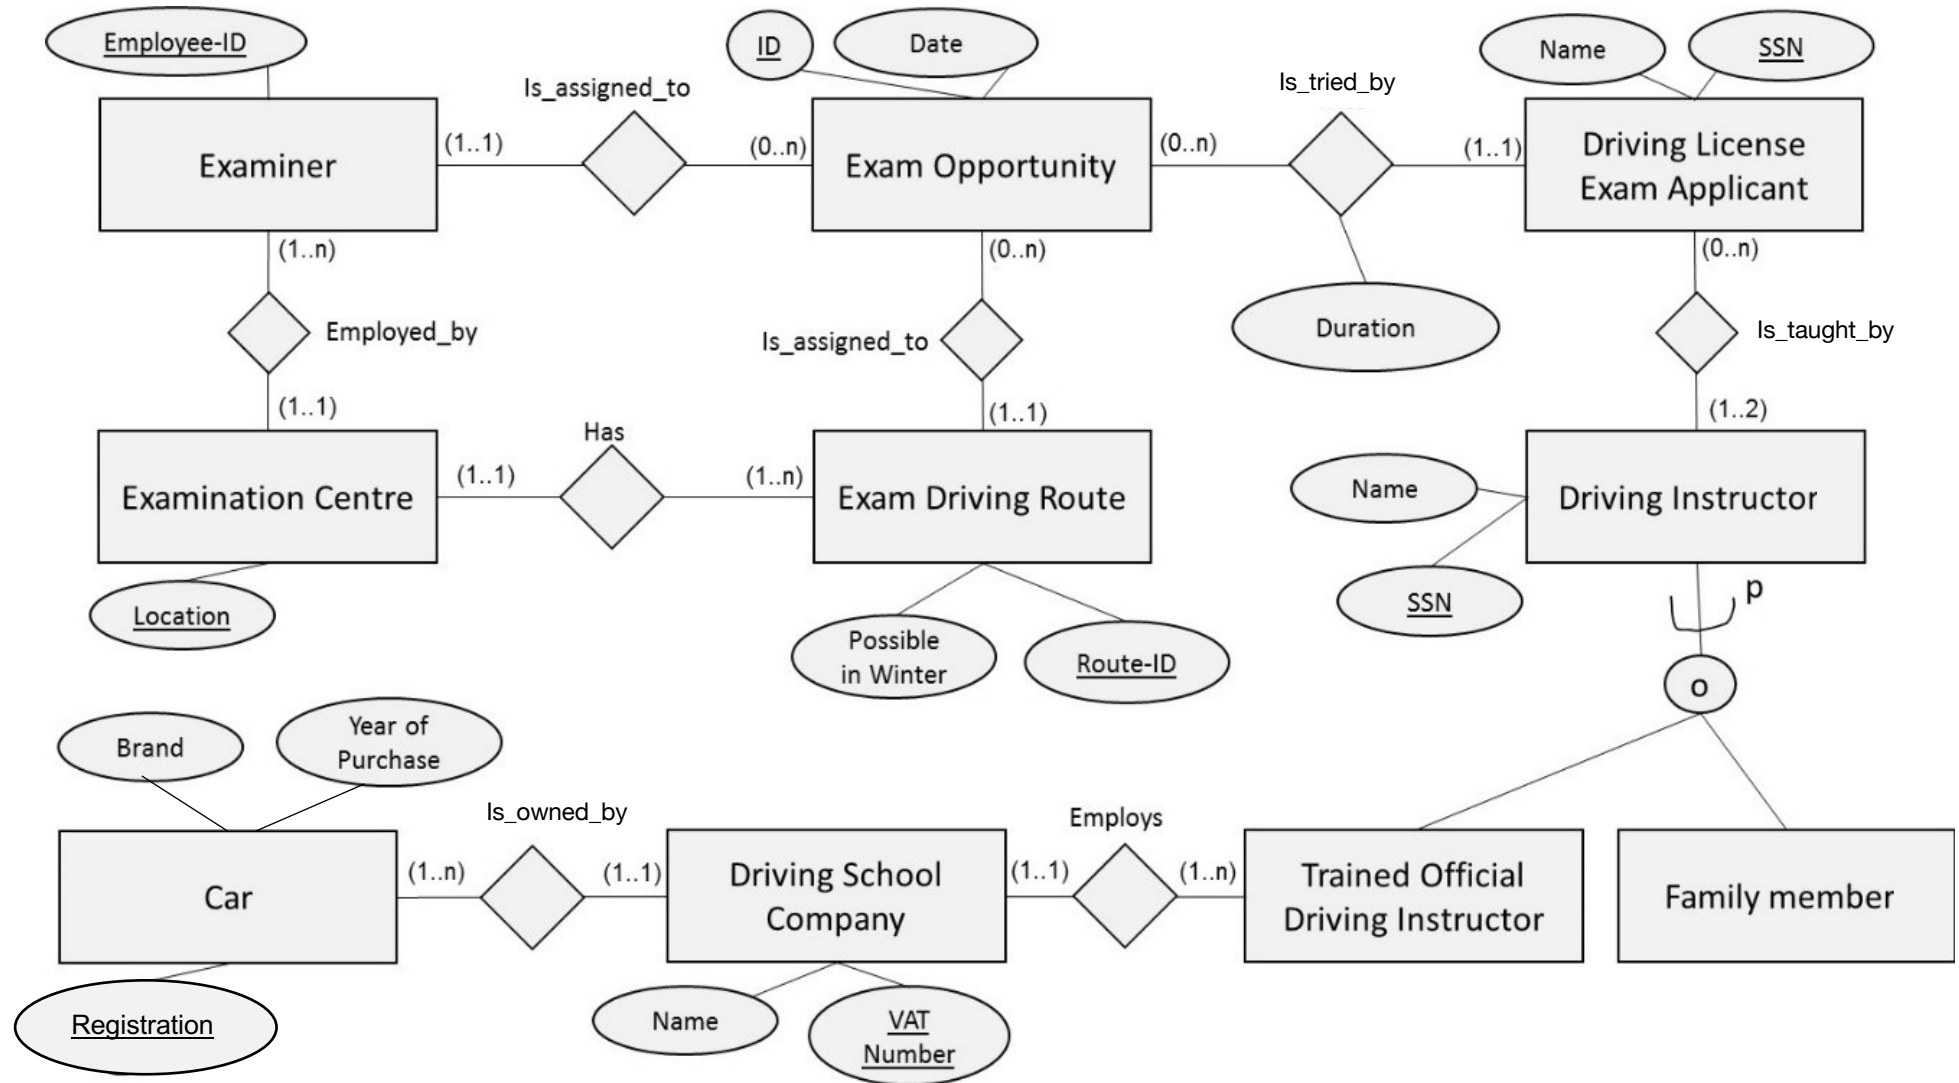 Employee-ID
ID
Date
Name
SSN
Is_assigned_to
Is_tried_by
Examiner
(1..1)
(0..n)
Exam Opportunity
(0..n)
(1..1)
Driving License
Exam Applicant
(1..n)
(0..n)
(0..n)
Employed_by
Is_assigned_to
Duration
Is_taught_by
(1..1)
(1..1)
(1..2)
Has
Examination Centre
(1..1)
(1..n)
Exam Driving Route
Name
Driving Instructor
SSN
p
Location
Possible
in Winter
Route-ID
o
Brand
Year of
Purchase
Is_owned_by
Employs
Car
(1..n)
(1..1)
Driving School
Company
(1..1)
(1..n)
Trained Official
Driving Instructor
Family member
Registration
Name
VAT
Number